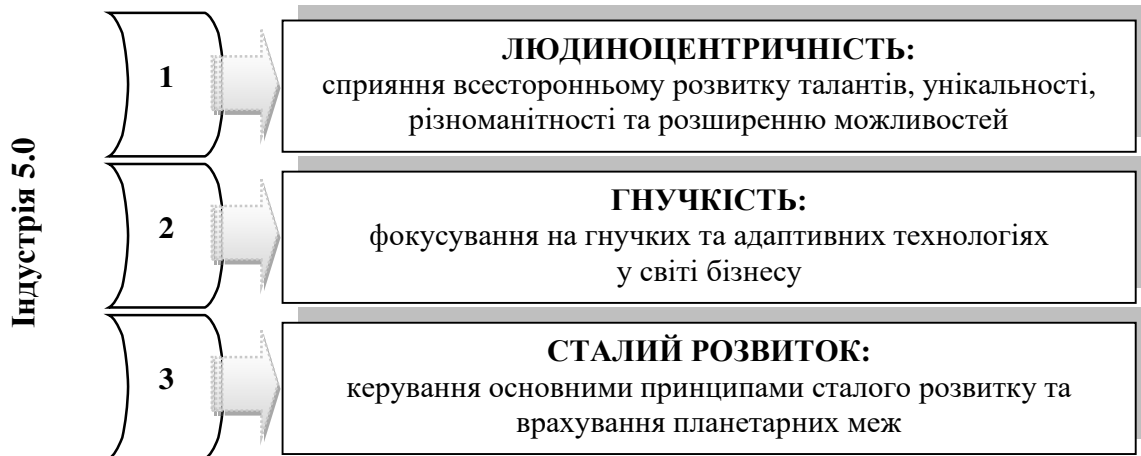 Індустрія 5.0
1
ЛЮДИНОЦЕНТРИЧНІСТЬ:
сприяння всесторонньому розвитку талантів, унікальності,
різноманітності та розширенню можливостей
2
ГНУЧКІСТЬ:
фокусування на гнучких та адаптивних технологіях
у світі бізнесу
3
СТАЛИЙ РОЗВИТОК:
керування основними принципами сталого розвитку та
врахування планетарних меж